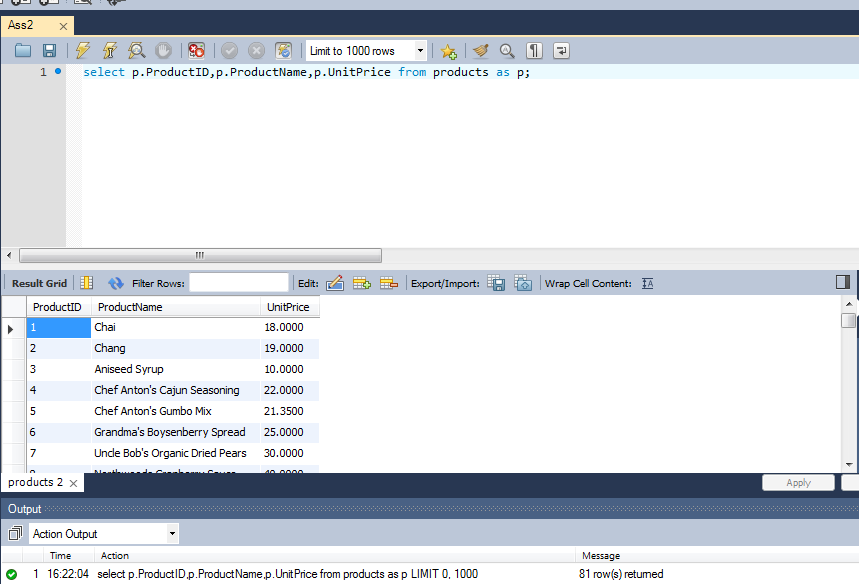 Ass2
Limit to 1000 rows
1 select p.ProductID,p.ProductName,p.UnitPrice from products as p;
Result Grid Filter Rows: Edit: Export/Import: Wrap Cell Content:
ProductID ProductName UnitPrice
1 Chai 18.0000
2 Chang 19.0000
3 Aniseed Syrup 10.0000
4 Chef Anton's Cajun Seasoning 22.0000
5 Chef Anton's Gumbo Mix 21.3500
6 Grandma's Boysenberry Spread 25.0000
7 Uncle Bob's Organic Dried Pears 30.0000
products 2
Apply
Output
Action Output
Time Action Message
1 16:22:04 select p.ProductID,p.ProductName,p.UnitPrice from products as p LIMIT 0, 1000 81 row(s) returned